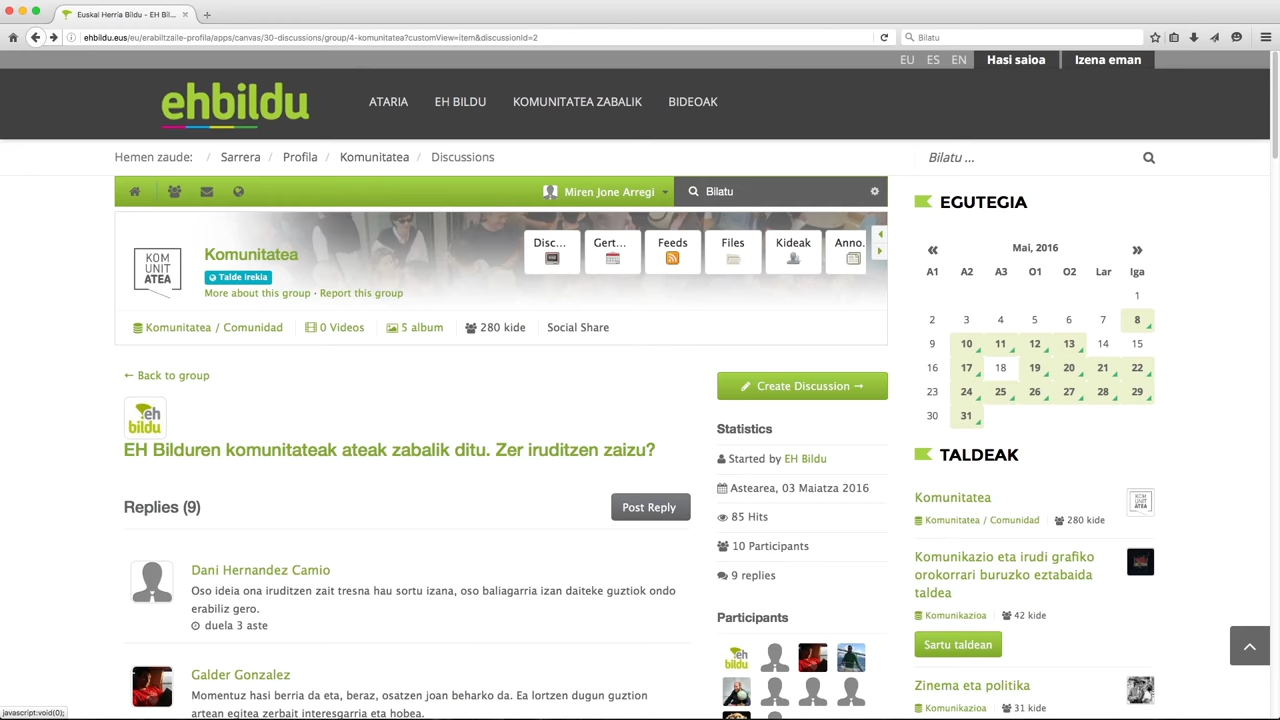 Euskal Herria Bildu - EH Bil...
ehbildu.eus/eu/erabiltzaile-profila/apps/canvas/30-discussions/group/4-komunitatea?customView=item&discussionId=2
Bilatu
EU ES EN Hasi saioa Izena eman
ehbildu
ATARIA EH BILDU KOMUNITATEA ZABALIK BIDEOAK
Hemen zaude: / Sarrera / Profila / Komunitatea / Discussions
Bilatu ...
Miren Jone Arregi
Bilatu
KOM
UNIT
ATEA
Komunitatea
Talde irekia
More about this group · Report this group
Disc... Gert... Feeds Files Kideak Anno.
Komunitatea / Comunidad 0 Videos 5 album 280 kide Social Share
← Back to group
eh
bildu
EH Bilduren komunitateak ateak zabalik ditu. Zer iruditzen zaizu?
Replies (9)
Post Reply
Dani Hernandez Camio
Oso ideia ona iruditzen zait tresna hau sortu izana, oso baliagarria izan daiteke guztiok ondo
erabiliz gero.
duela 3 aste
Galder Gonzalez
Momentuz hasi berria da eta, beraz, osatzen joan beharko da. Ea lortzen dugun guztion
artean egitea zerbait interesgarria eta hobea.
Create Discussion →
Statistics
Started by EH Bildu
Astearea, 03 Maiatza 2016
85 Hits
10 Participants
9 replies
Participants
eh
bildu
EGUTEGIA
« Mai, 2016 »
A1 A2 A3 O1 O2 Lar Iga
1
2 3 4 5 6 7 8
9 10 11 12 13 14 15
16 17 18 19 20 21 22
23 24 25 26 27 28 29
30 31
TALDEAK
Komunitatea
Komunitatea / Comunidad 280 kide
KOM
UNIT
ATEA
Komunikazio eta irudi grafiko
orokorrari buruzko eztabaida
taldea
Komunikazioa 42 kide
Sartu taldean
Zinema eta politika
Komunikazioa 31 kide
javascript:void(0);